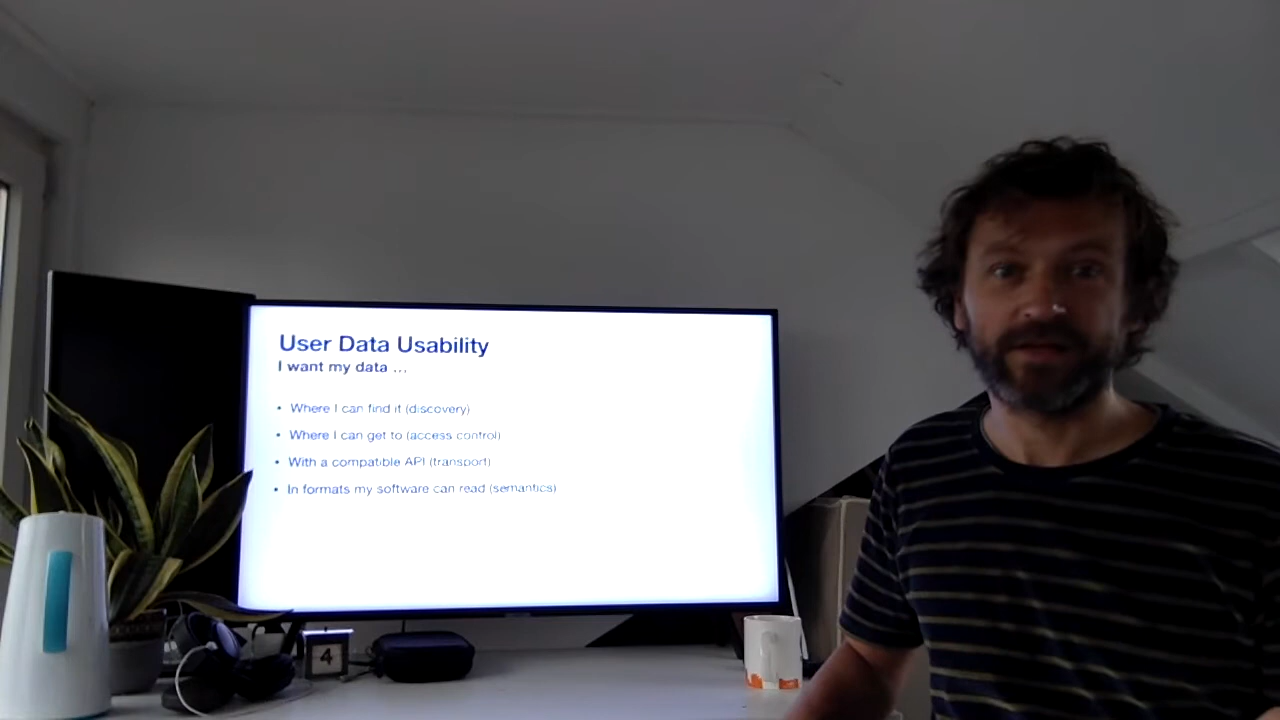 User Data Usability
I want my data ...
• Where I can find it (discovery)
• Where I can get to (access control)
• With a compatible API (transport)
• In formats my software can read (semantics)
4